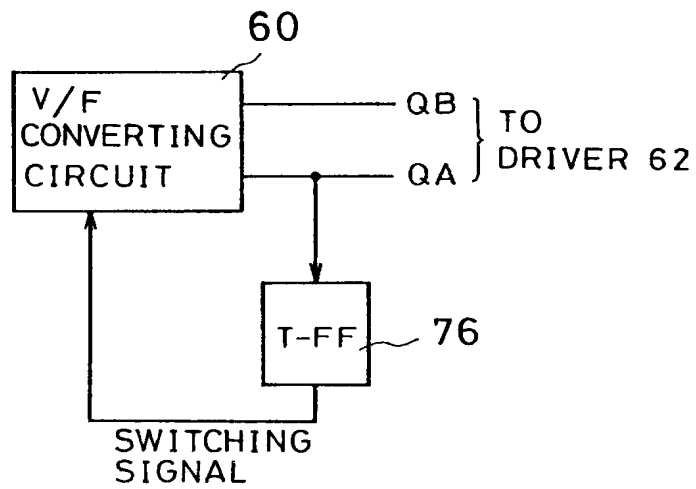 60
V/F
CONVERTING
CIRCUIT
QB
QA
TO
DRIVER 62
T-FF
76
SWITCHING
SIGNAL